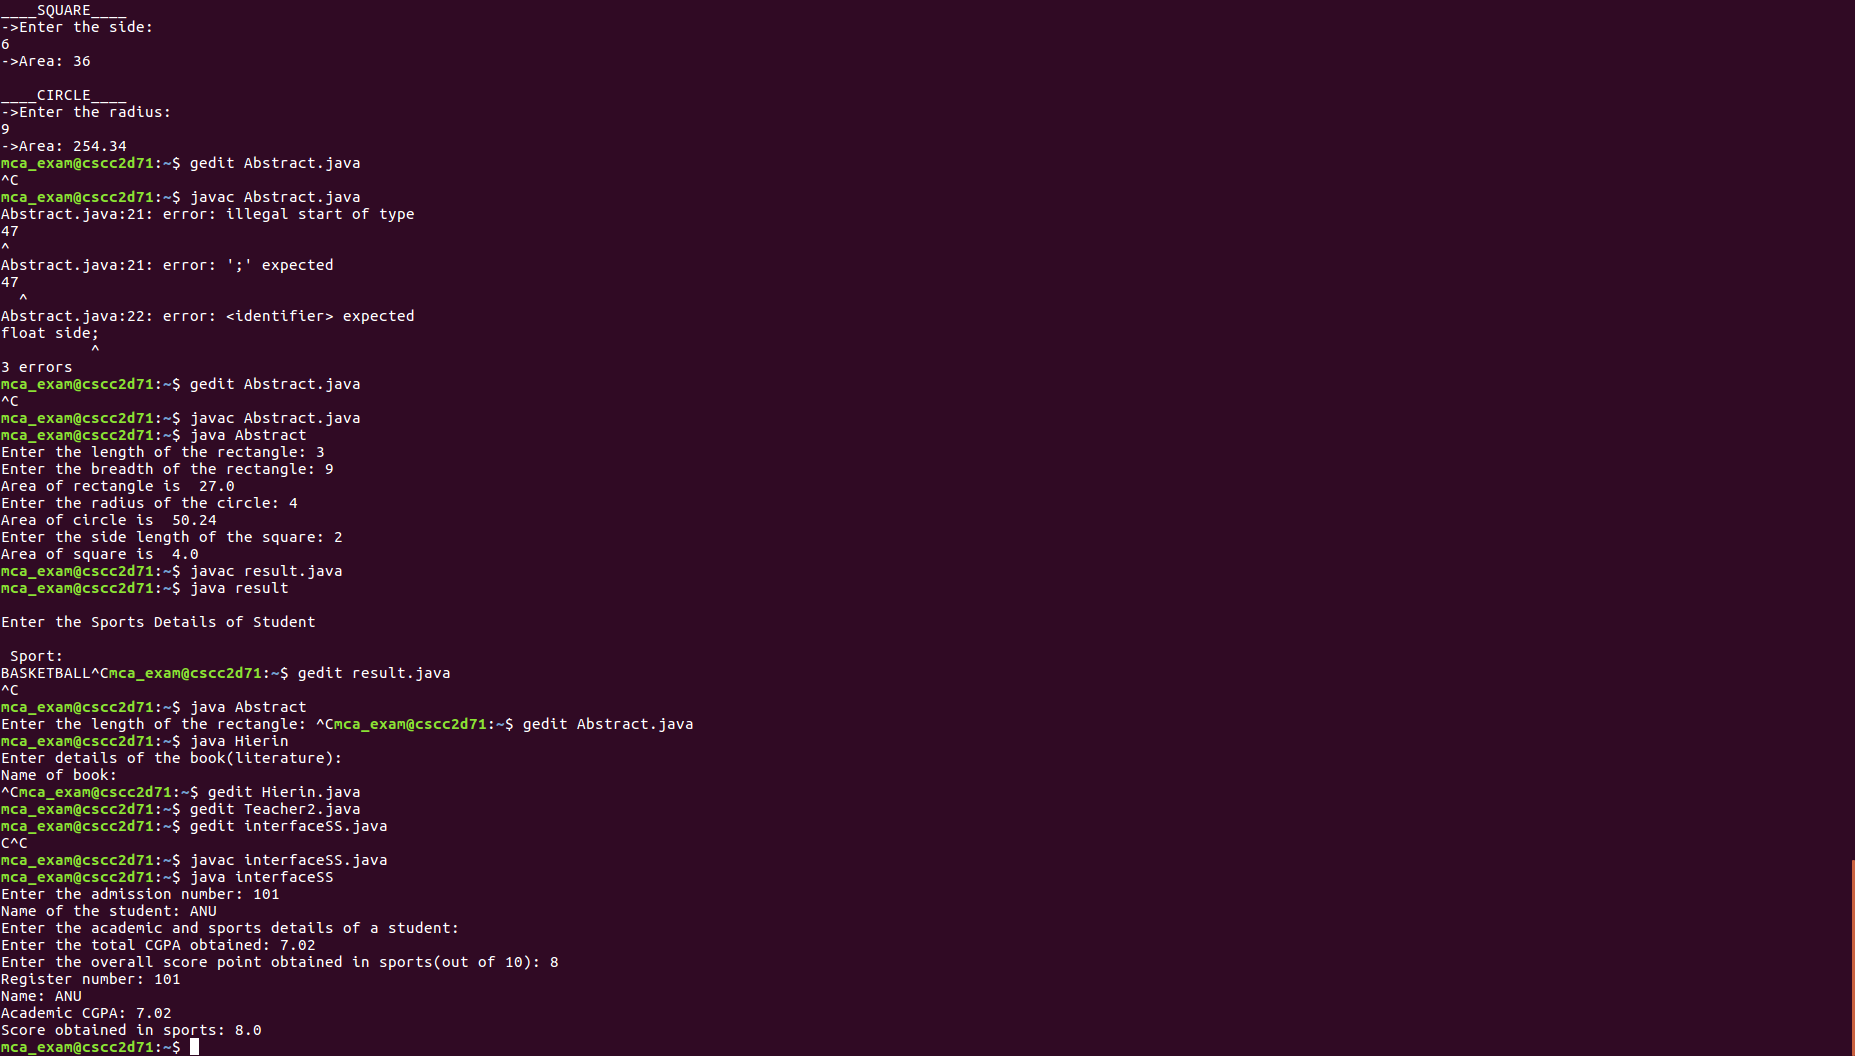 ____SQUARE____
->Enter the side:
6
->Area: 36

____CIRCLE____
->Enter the radius:
9
->Area: 254.34
mca_exam@cscc2d71:~$ gedit Abstract.java
^C
mca_exam@cscc2d71:~$ javac Abstract.java
Abstract.java:21: error: illegal start of type
47
^
Abstract.java:21: error: ';' expected
47
  ^
Abstract.java:22: error: <identifier> expected
float side;
          ^
3 errors
mca_exam@cscc2d71:~$ gedit Abstract.java
^C
mca_exam@cscc2d71:~$ javac Abstract.java
mca_exam@cscc2d71:~$ java Abstract
Enter the length of the rectangle: 3
Enter the breadth of the rectangle: 9
Area of rectangle is  27.0
Enter the radius of the circle: 4
Area of circle is  50.24
Enter the side length of the square: 2
Area of square is  4.0
mca_exam@cscc2d71:~$ javac result.java
mca_exam@cscc2d71:~$ java result

Enter the Sports Details of Student

 Sport:
BASKETBALL^Cmca_exam@cscc2d71:~$ gedit result.java
^C
mca_exam@cscc2d71:~$ java Abstract
Enter the length of the rectangle: ^Cmca_exam@cscc2d71:~$ gedit Abstract.java
mca_exam@cscc2d71:~$ java Hierin
Enter details of the book(literature):
Name of book:
^Cmca_exam@cscc2d71:~$ gedit Hierin.java
mca_exam@cscc2d71:~$ gedit Teacher2.java
mca_exam@cscc2d71:~$ gedit interfaceSS.java
C^C
mca_exam@cscc2d71:~$ javac interfaceSS.java
mca_exam@cscc2d71:~$ java interfaceSS
Enter the admission number: 101
Name of the student: ANU
Enter the academic and sports details of a student:
Enter the total CGPA obtained: 7.02
Enter the overall score point obtained in sports(out of 10): 8
Register number: 101
Name: ANU
Academic CGPA: 7.02
Score obtained in sports: 8.0
mca_exam@cscc2d71:~$